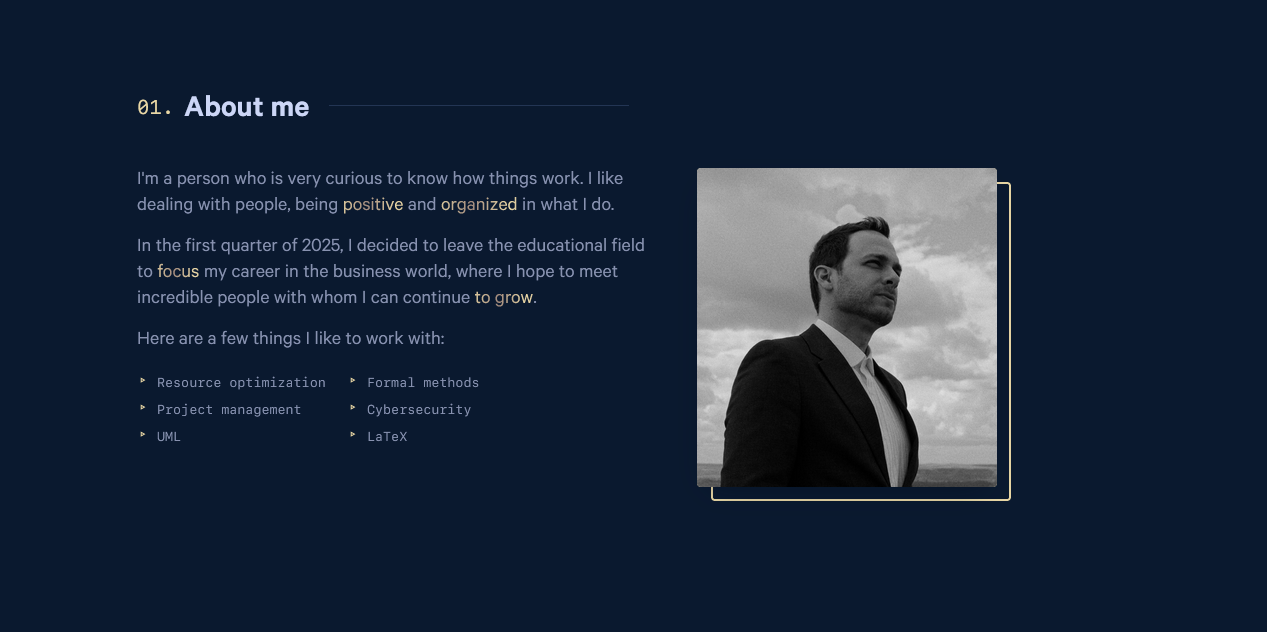 01. About me
I'm a person who is very curious to know how things work. I like
dealing with people, being positive and organized in what I do.
In the first quarter of 2025, I decided to leave the educational field
to focus my career in the business world, where I hope to meet
incredible people with whom I can continue to grow.
Here are a few things I like to work with:
Resource optimization
Formal methods
Project management
Cybersecurity
UML
LaTeX